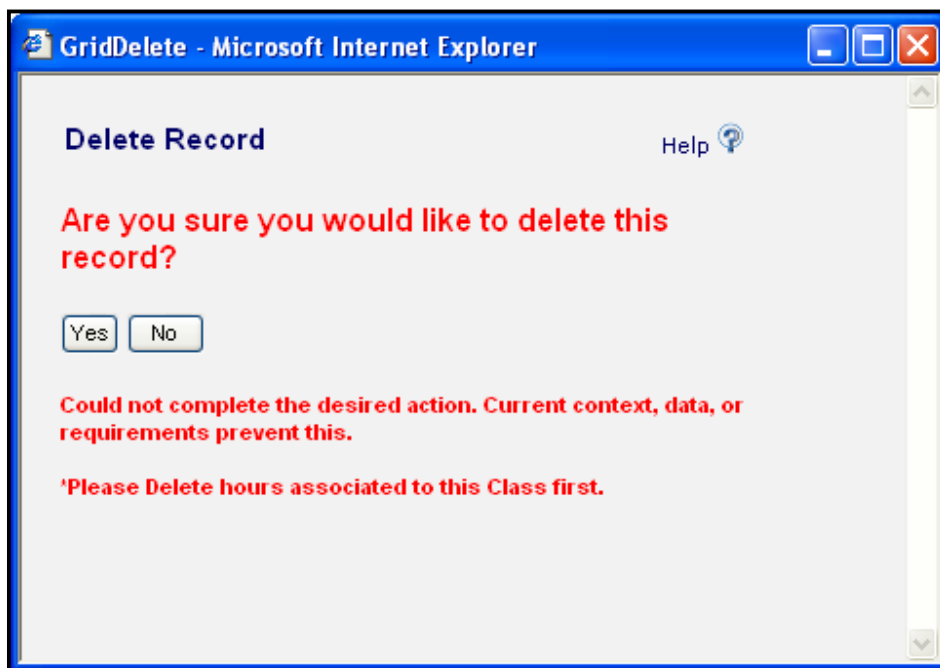 GridDelete - Microsoft Internet Explorer
Delete Record
Help
Are you sure you would like to delete this
record?
Yes No
Could not complete the desired action. Current context, data, or
requirements prevent this.
*Please Delete hours associated to this Class first.